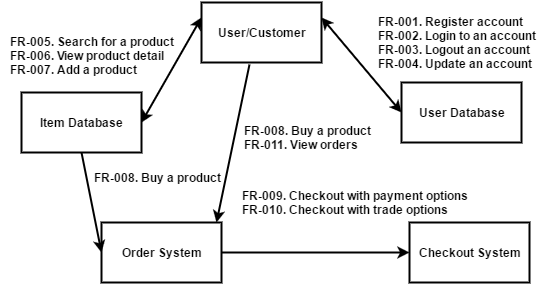 User/Customer
FR-001. Register account
FR-002. Login to an account
FR-003. Logout an account
FR-004. Update an account
FR-005. Search for a product
FR-006. View product detail
FR-007. Add a product
Item Database
User Database
FR-008. Buy a product
FR-011. View orders
FR-008. Buy a product
FR-009. Checkout with payment options
FR-010. Checkout with trade options
Order System
Checkout System